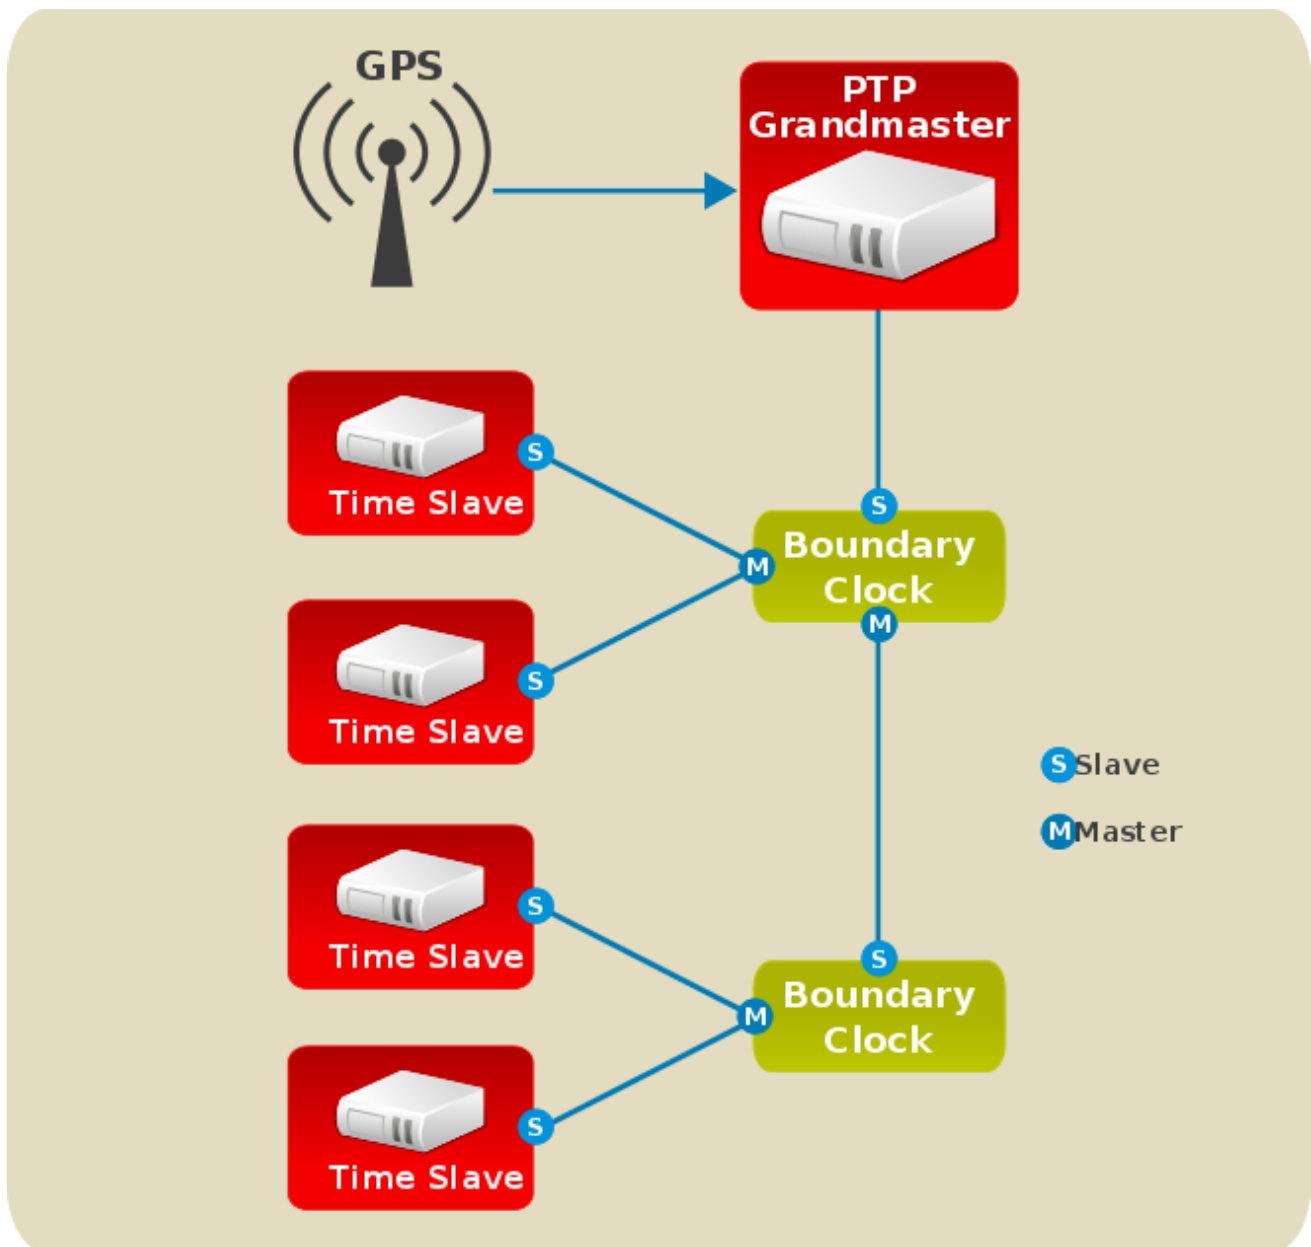 GPS
PTP
Grandmaster
S
Time Slave
S
Boundary
Clock
M
M
S
Time Slave
S Slave
M Master
S
Time Slave
S
Boundary
Clock
M
S
Time Slave